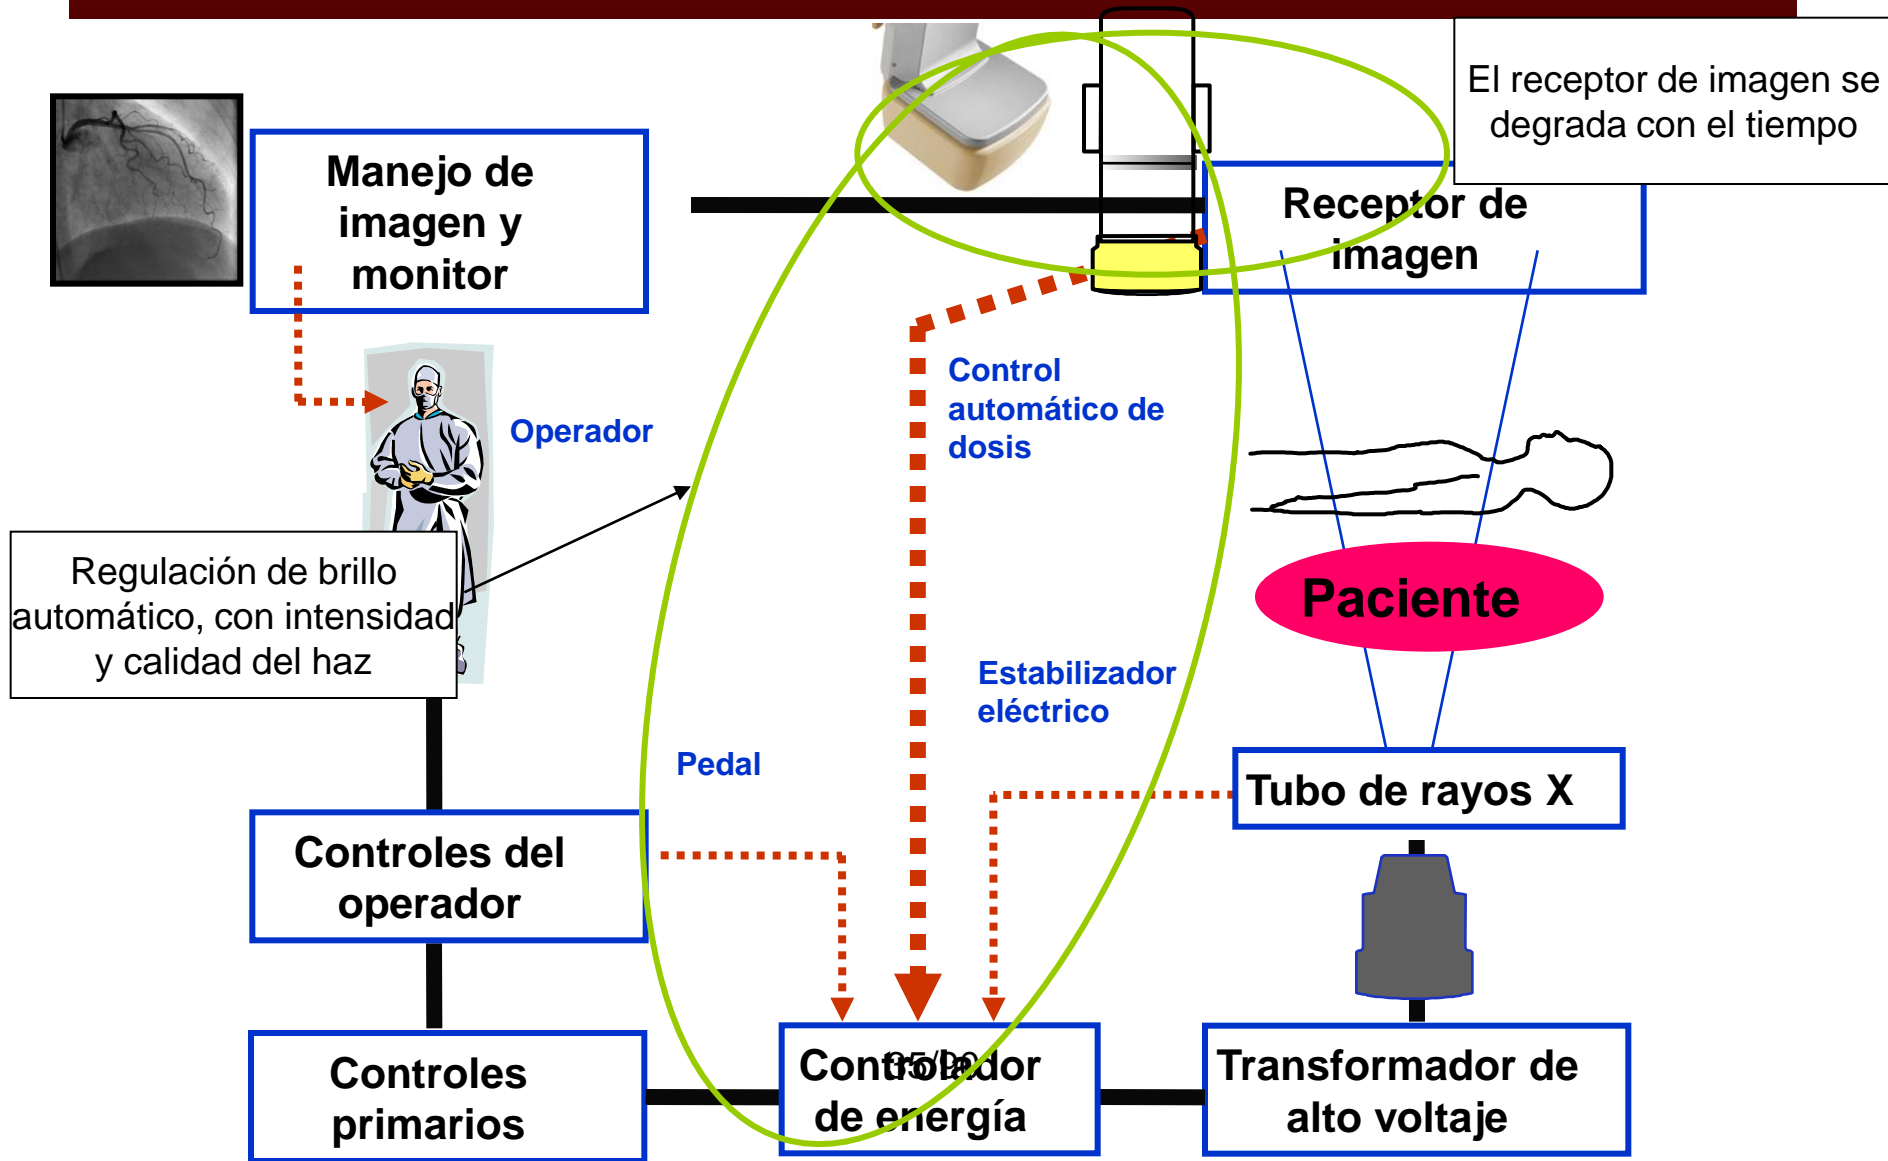 El receptor de imagen se
degrada con el tiempo
Manejo de
imagen y
monitor
Receptor de
imagen
Control
automático de
dosis
Operador
Regulación de brillo
automático, con intensidad
y calidad del haz
Paciente
Estabilizador
eléctrico
Pedal
Tubo de rayos X
Controles del
operador
Controles
primarios
Controlador
de energía
35/90
Transformador de
alto voltaje